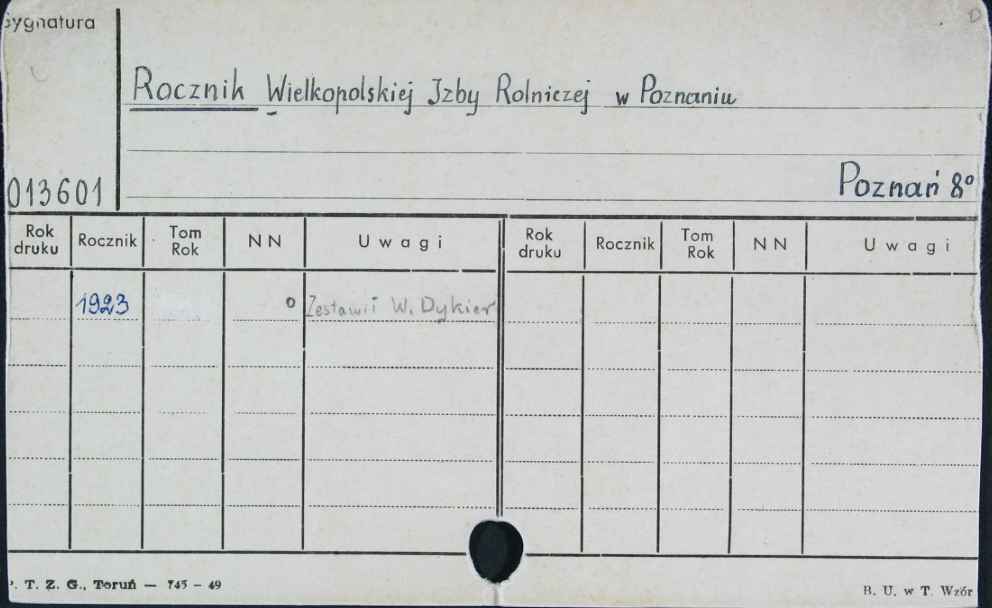 Sygnatura
Rocznik Wielkopolskiej Izby Rolniczej w Poznaniu
013601
Poznań 8°
Rok druku Rocznik Tom Rok NN Uwagi Rok druku Rocznik Tom Rok NN Uwagi
1923 o Zestawił W. Dykier
P. T. Z. G., Toruń — 745 - 49
B. U. w T. Wzór